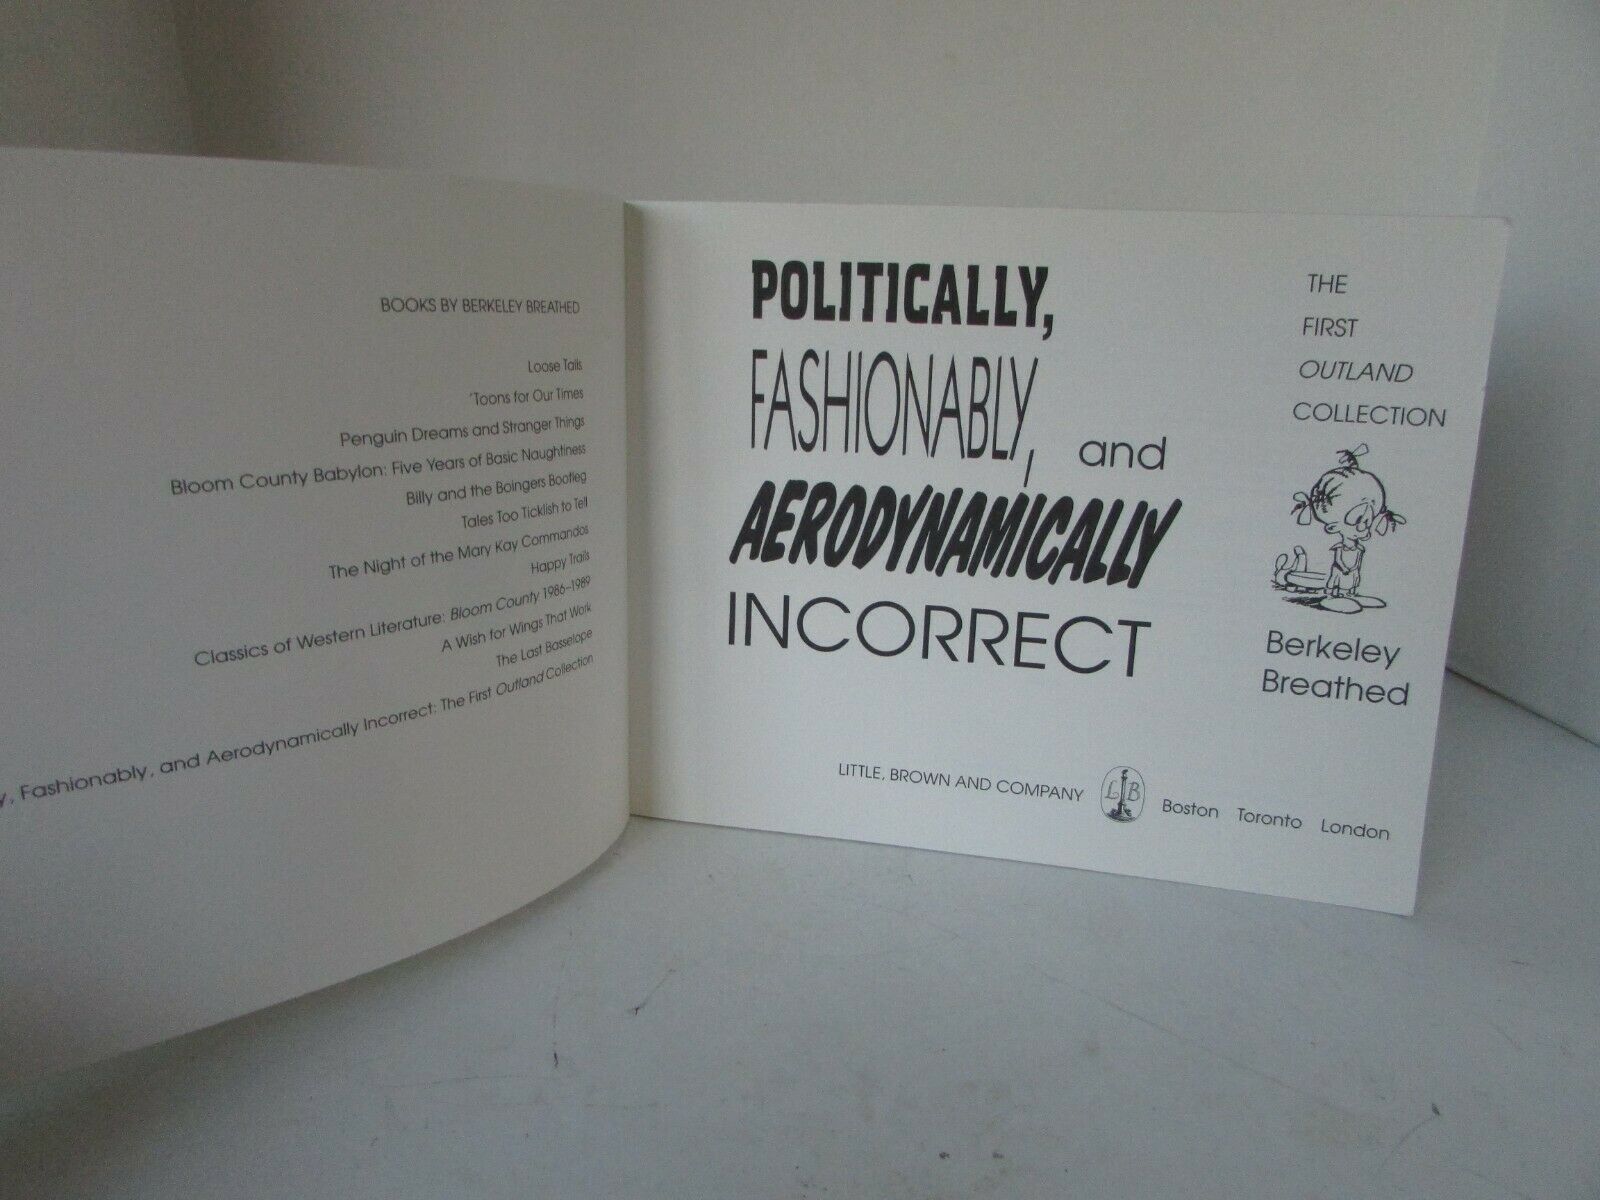 BOOKS BY BERKELEY BREATHED
Loose Tails
'Toons for Our Times
Penguin Dreams and Stranger Things
Bloom County Babylon: Five Years of Basic Naughtiness
Billy and the Boingers Bootleg
Tales Too Ticklish to Tell
The Night of the Mary Kay Commandos
Happy Trails
Classics of Western Literature: Bloom County 1986–1989
A Wish for Wings That Work
The Last Basselope
y, Fashionably, and Aerodynamically Incorrect: The First Outland Collection
POLITICALLY,
FASHIONABLY, and
AERODYNAMICALLY
INCORRECT
THE
FIRST
OUTLAND
COLLECTION
Berkeley
Breathed
LITTLE, BROWN AND COMPANY L B Boston Toronto London